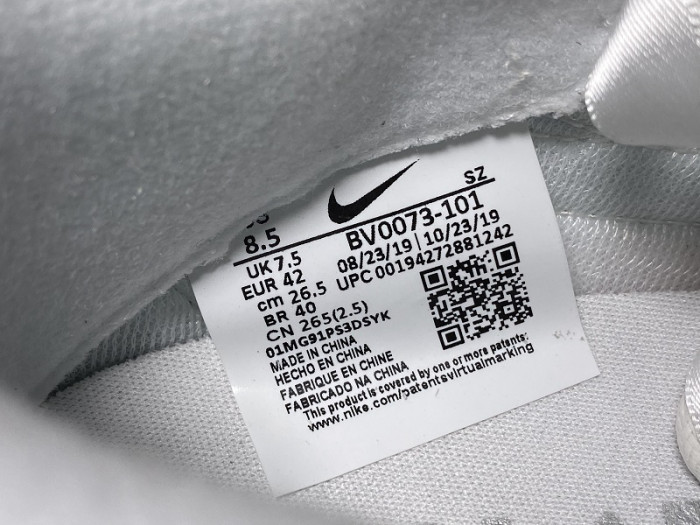 SZ
8.5
BV0073-101
UK 7.5
08/23/19 | 10/23/19
EUR 42
UPC 00194272881242
cm 26.5
BR 40
CN 265(2.5)
01MG91PS3DSYK
MADE IN CHINA
HECHO EN CHINA
FABRIQUE EN CHINE
FABRICADO NA CHINA
This product is covered by one or more patents:
www.nike.com/patentsvirtualmarking